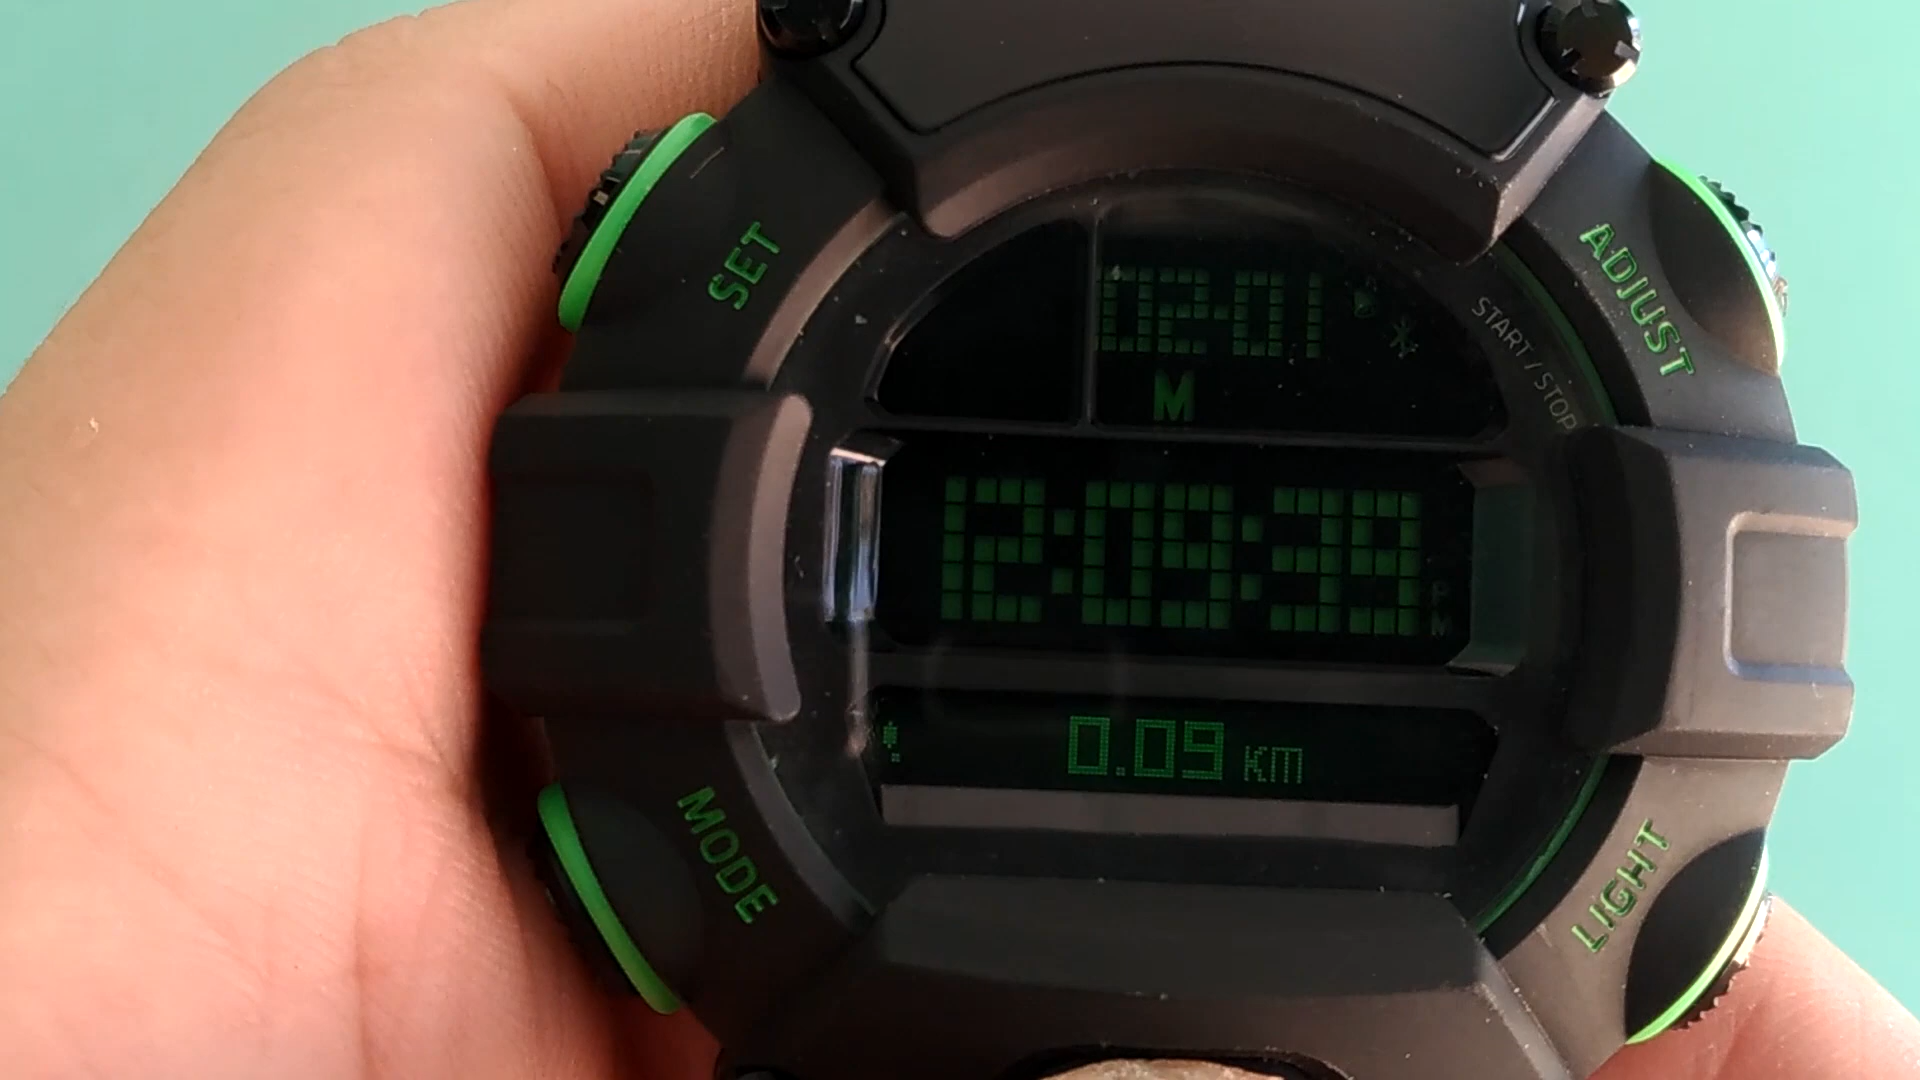 SET
ADJUST
START / STOP
02-01
M
12:09:39
PM
0.09 KM
MODE
LIGHT